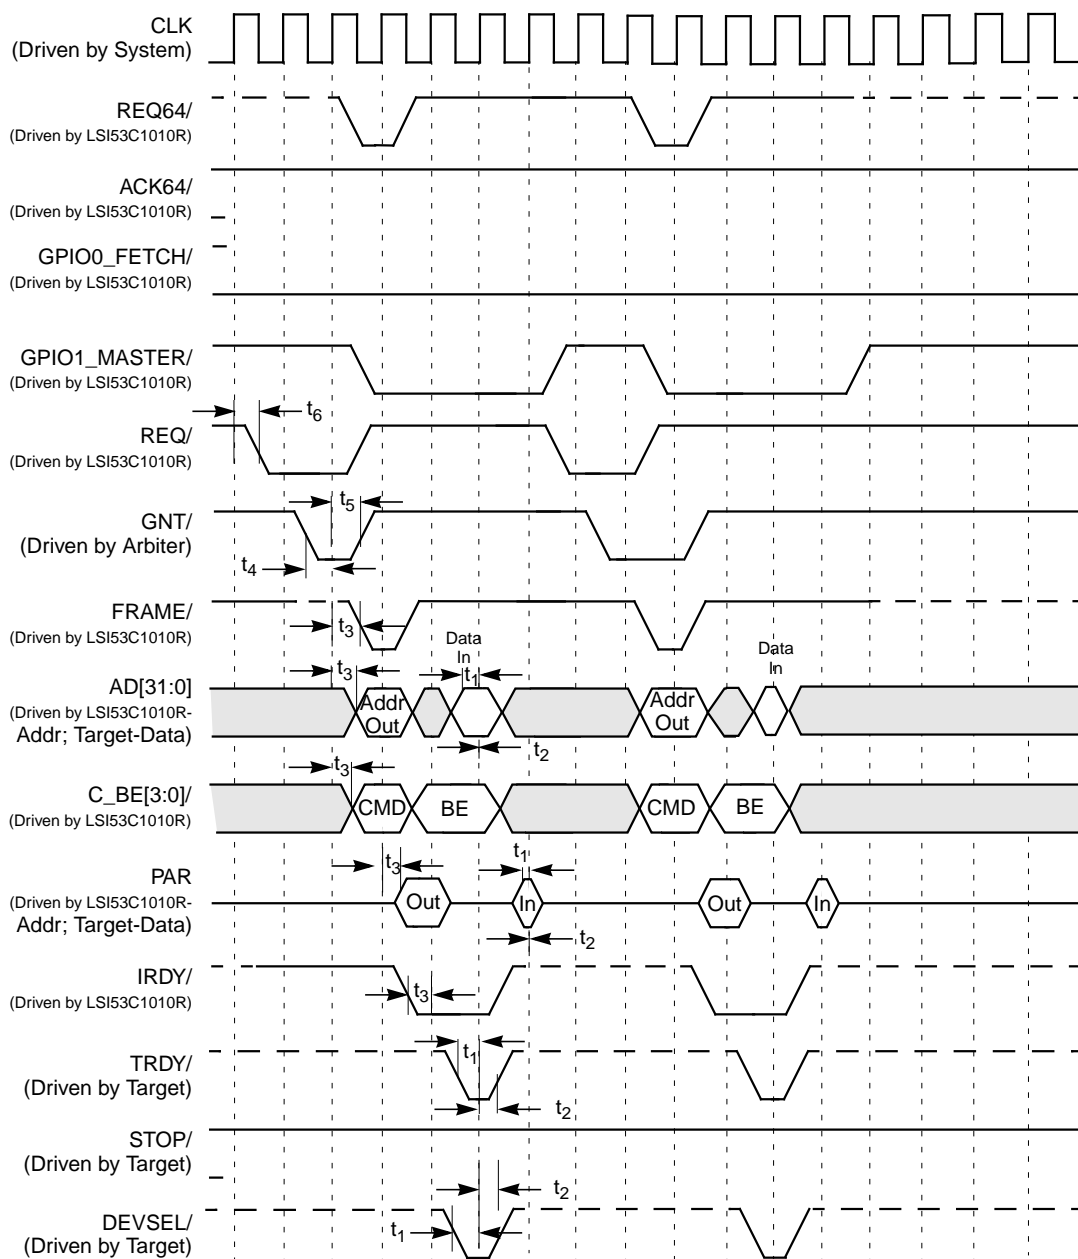 CLK
(Driven by System)
REQ64/
(Driven by LSI53C1010R)
ACK64/
(Driven by LSI53C1010R)
GPIO0_FETCH/
(Driven by LSI53C1010R)
GPIO1_MASTER/
(Driven by LSI53C1010R)
t6
REQ/
(Driven by LSI53C1010R)
t5
GNT/
(Driven by Arbiter)
t4
FRAME/
(Driven by LSI53C1010R)
t3
Data
In
Data
In
t3
t1
AD[31:0]
(Driven by LSI53C1010R-
Addr; Target-Data)
Addr
Out
Addr
Out
t2
t3
C_BE[3:0]/
(Driven by LSI53C1010R)
CMD
BE
CMD
BE
t3
t1
PAR
(Driven by LSI53C1010R-
Addr; Target-Data)
Out
In
Out
In
t2
IRDY/
(Driven by LSI53C1010R)
t3
TRDY/
(Driven by Target)
t1
t2
STOP/
(Driven by Target)
t2
DEVSEL/
(Driven by Target)
t1